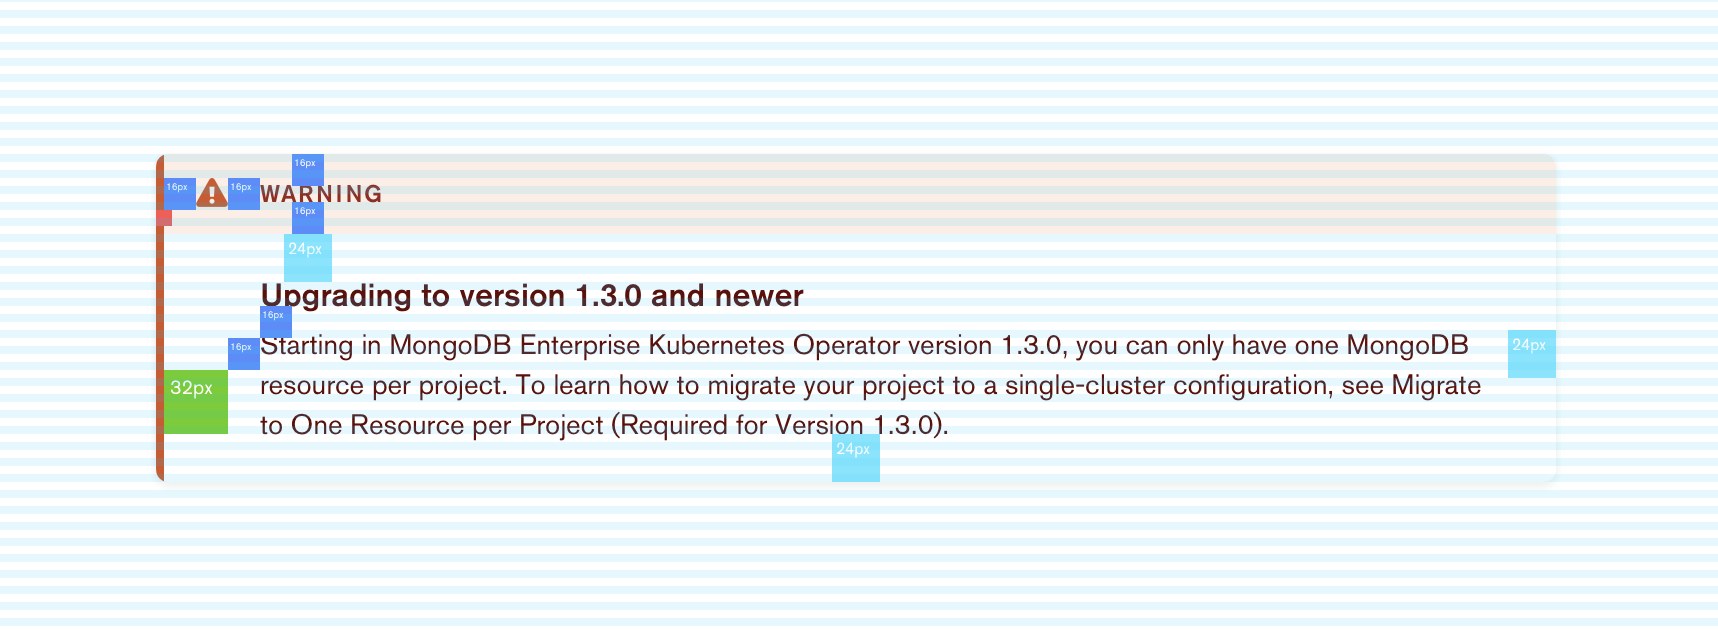 16px
16px
16px
WARNING
16px
24px
Upgrading to version 1.3.0 and newer
16px
16px
Starting in MongoDB Enterprise Kubernetes Operator version 1.3.0, you can only have one MongoDB
24px
32px
resource per project. To learn how to migrate your project to a single-cluster configuration, see Migrate
to One Resource per Project (Required for Version 1.3.0).
24px